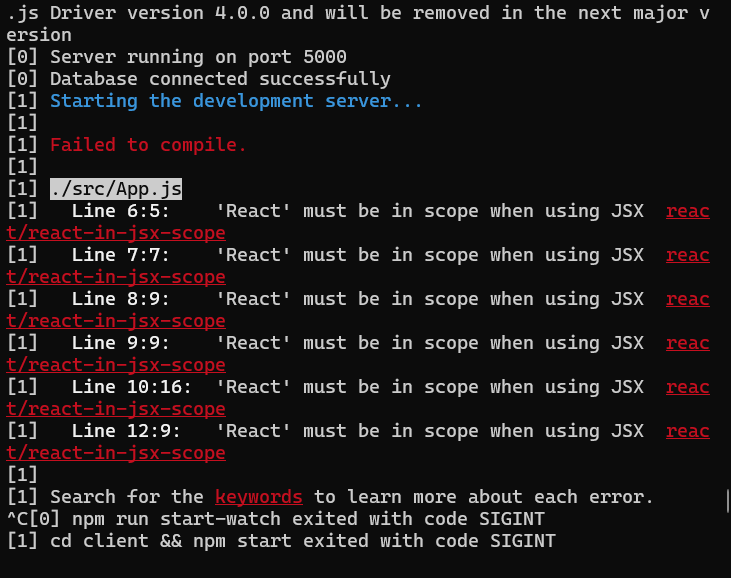 .js Driver version 4.0.0 and will be removed in the next major v
ersion
[0] Server running on port 5000
[0] Database connected successfully
[1] Starting the development server...
[1]
[1] Failed to compile.
[1]
[1] ./src/App.js
[1]   Line 6:5:    'React' must be in scope when using JSX  reac
t/react-in-jsx-scope
[1]   Line 7:7:    'React' must be in scope when using JSX  reac
t/react-in-jsx-scope
[1]   Line 8:9:    'React' must be in scope when using JSX  reac
t/react-in-jsx-scope
[1]   Line 9:9:    'React' must be in scope when using JSX  reac
t/react-in-jsx-scope
[1]   Line 10:16:  'React' must be in scope when using JSX  reac
t/react-in-jsx-scope
[1]   Line 12:9:   'React' must be in scope when using JSX  reac
t/react-in-jsx-scope
[1]
[1] Search for the keywords to learn more about each error.
^C[0] npm run start-watch exited with code SIGINT
[1] cd client && npm start exited with code SIGINT